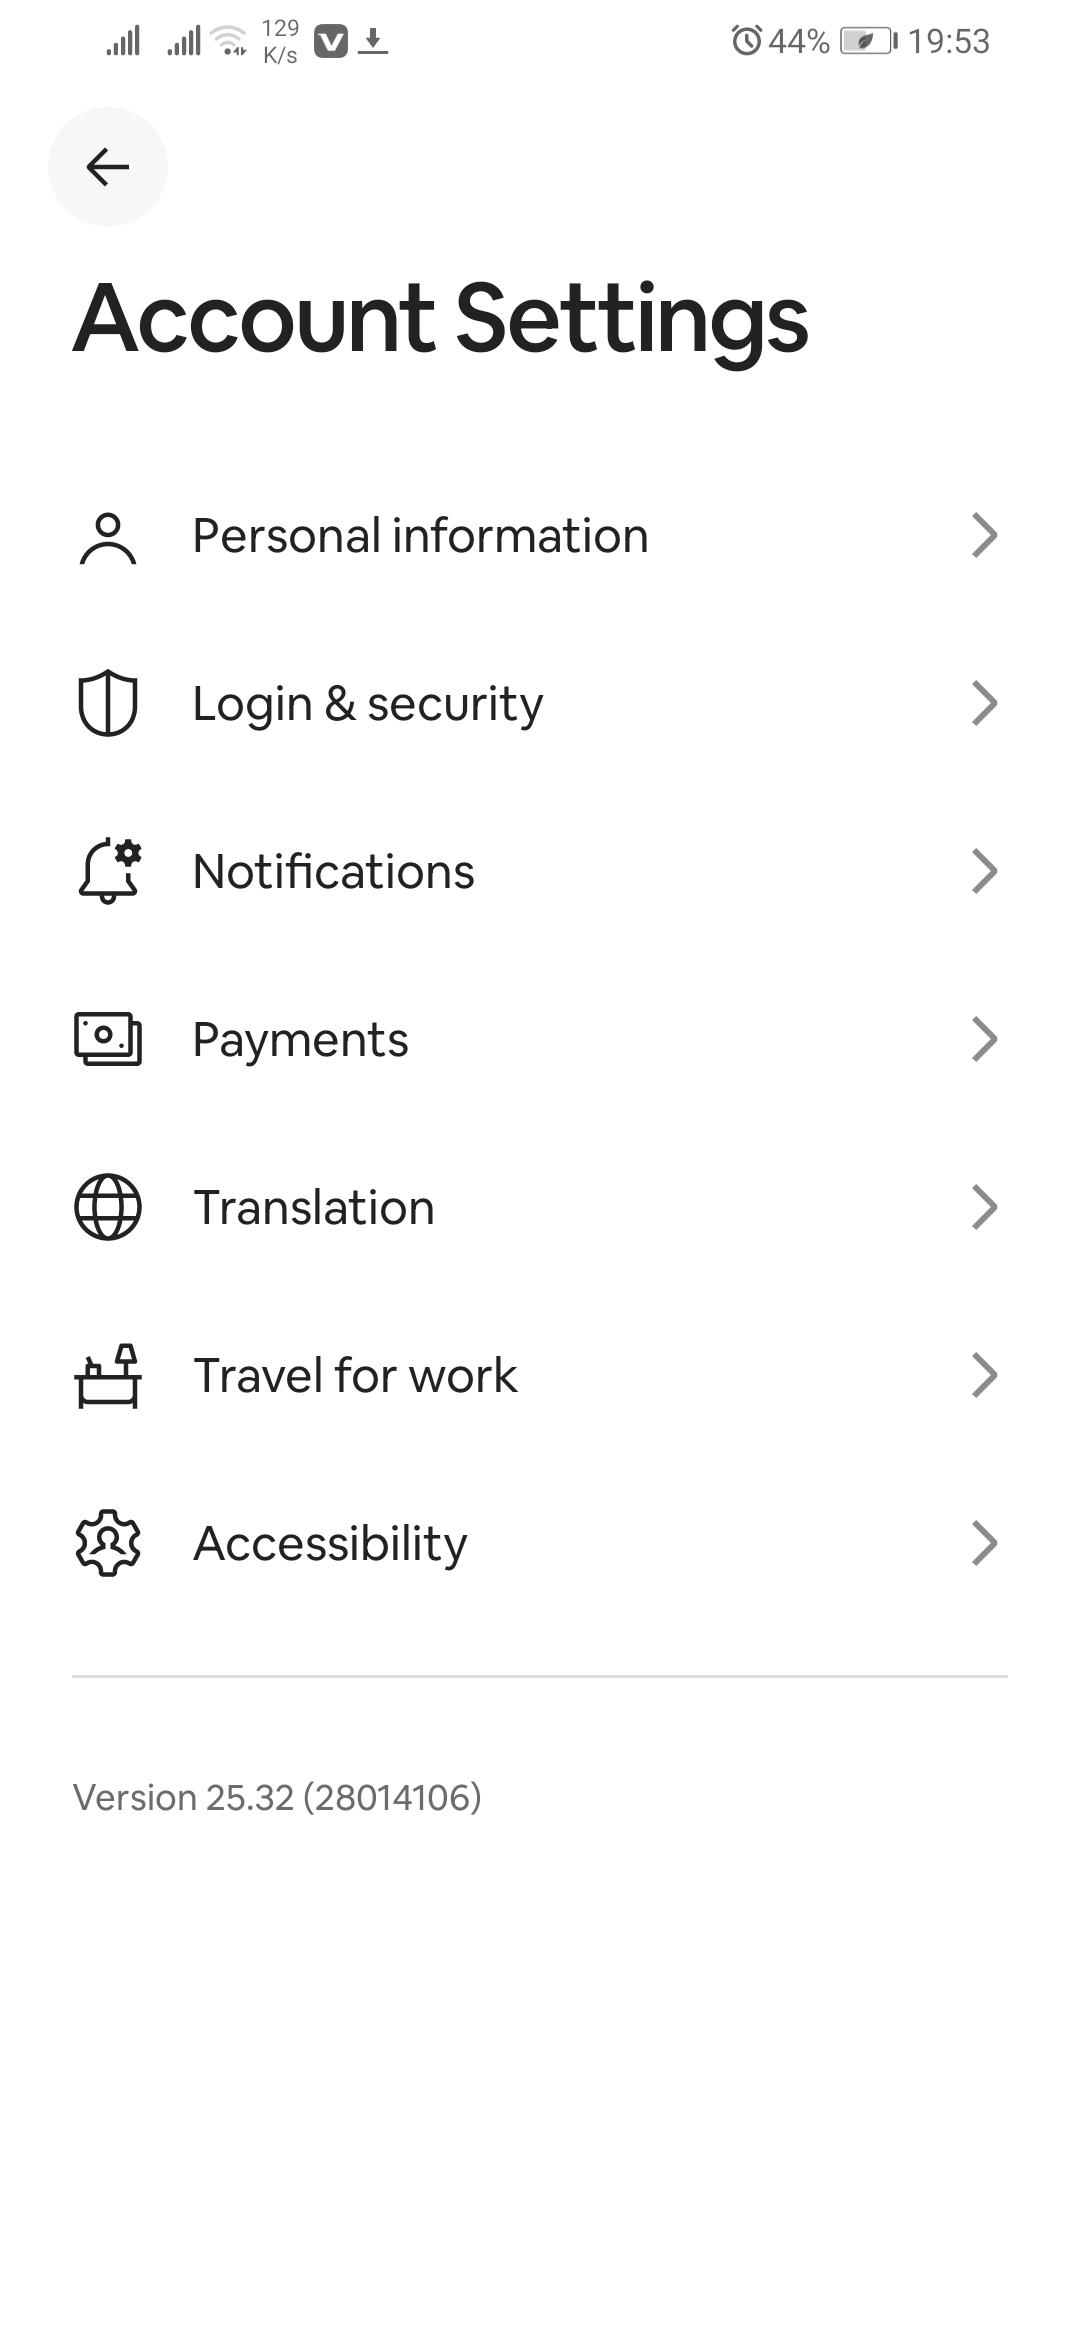 129 K/s 44% 19:53
Account Settings
Personal information
Login & security
Notifications
Payments
Translation
Travel for work
Accessibility
Version 25.32 (28014106)